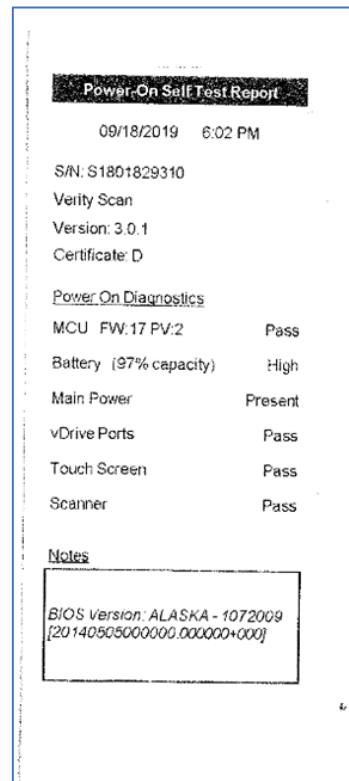 Power-On Self Test Report
09/18/2019 6:02 PM
S/N: S1801829310
Verity Scan
Version: 3.0.1
Certificate: D
Power On Diagnostics
MCU FW:17 PV:2 Pass
Battery (97% capacity) High
Main Power Present
vDrive Ports Pass
Touch Screen Pass
Scanner Pass
Notes
BIOS Version: ALASKA - 1072009
[20140505000000.000000+000]